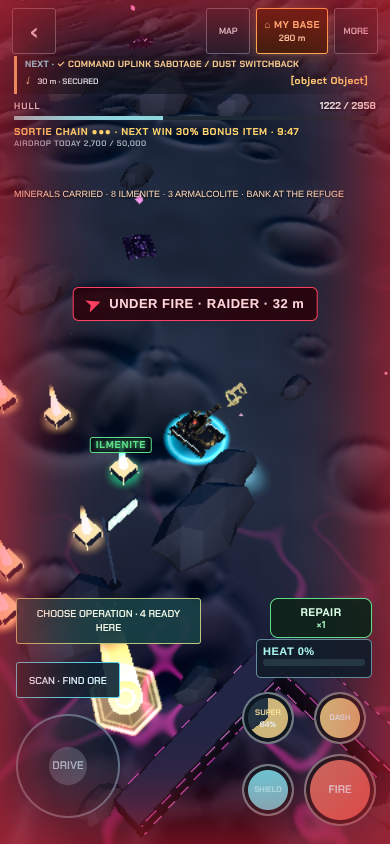 ‹
MAP
⌂ MY BASE
280 m
MORE
NEXT · ✓ COMMAND UPLINK SABOTAGE / DUST SWITCHBACK
↓ 30 m · SECURED
[object Object]
HULL
1222 / 2958
SORTIE CHAIN ●●● · NEXT WIN 30% BONUS ITEM · 9:47
AIRDROP TODAY 2,700 / 50,000
MINERALS CARRIED · 8 ILMENITE · 3 ARMALCOLITE · BANK AT THE REFUGE
UNDER FIRE · RAIDER · 32 m
ILMENITE
CHOOSE OPERATION · 4 READY
HERE
REPAIR
×1
HEAT 0%
SCAN · FIND ORE
SUPER
64%
DASH
DRIVE
SHIELD
FIRE